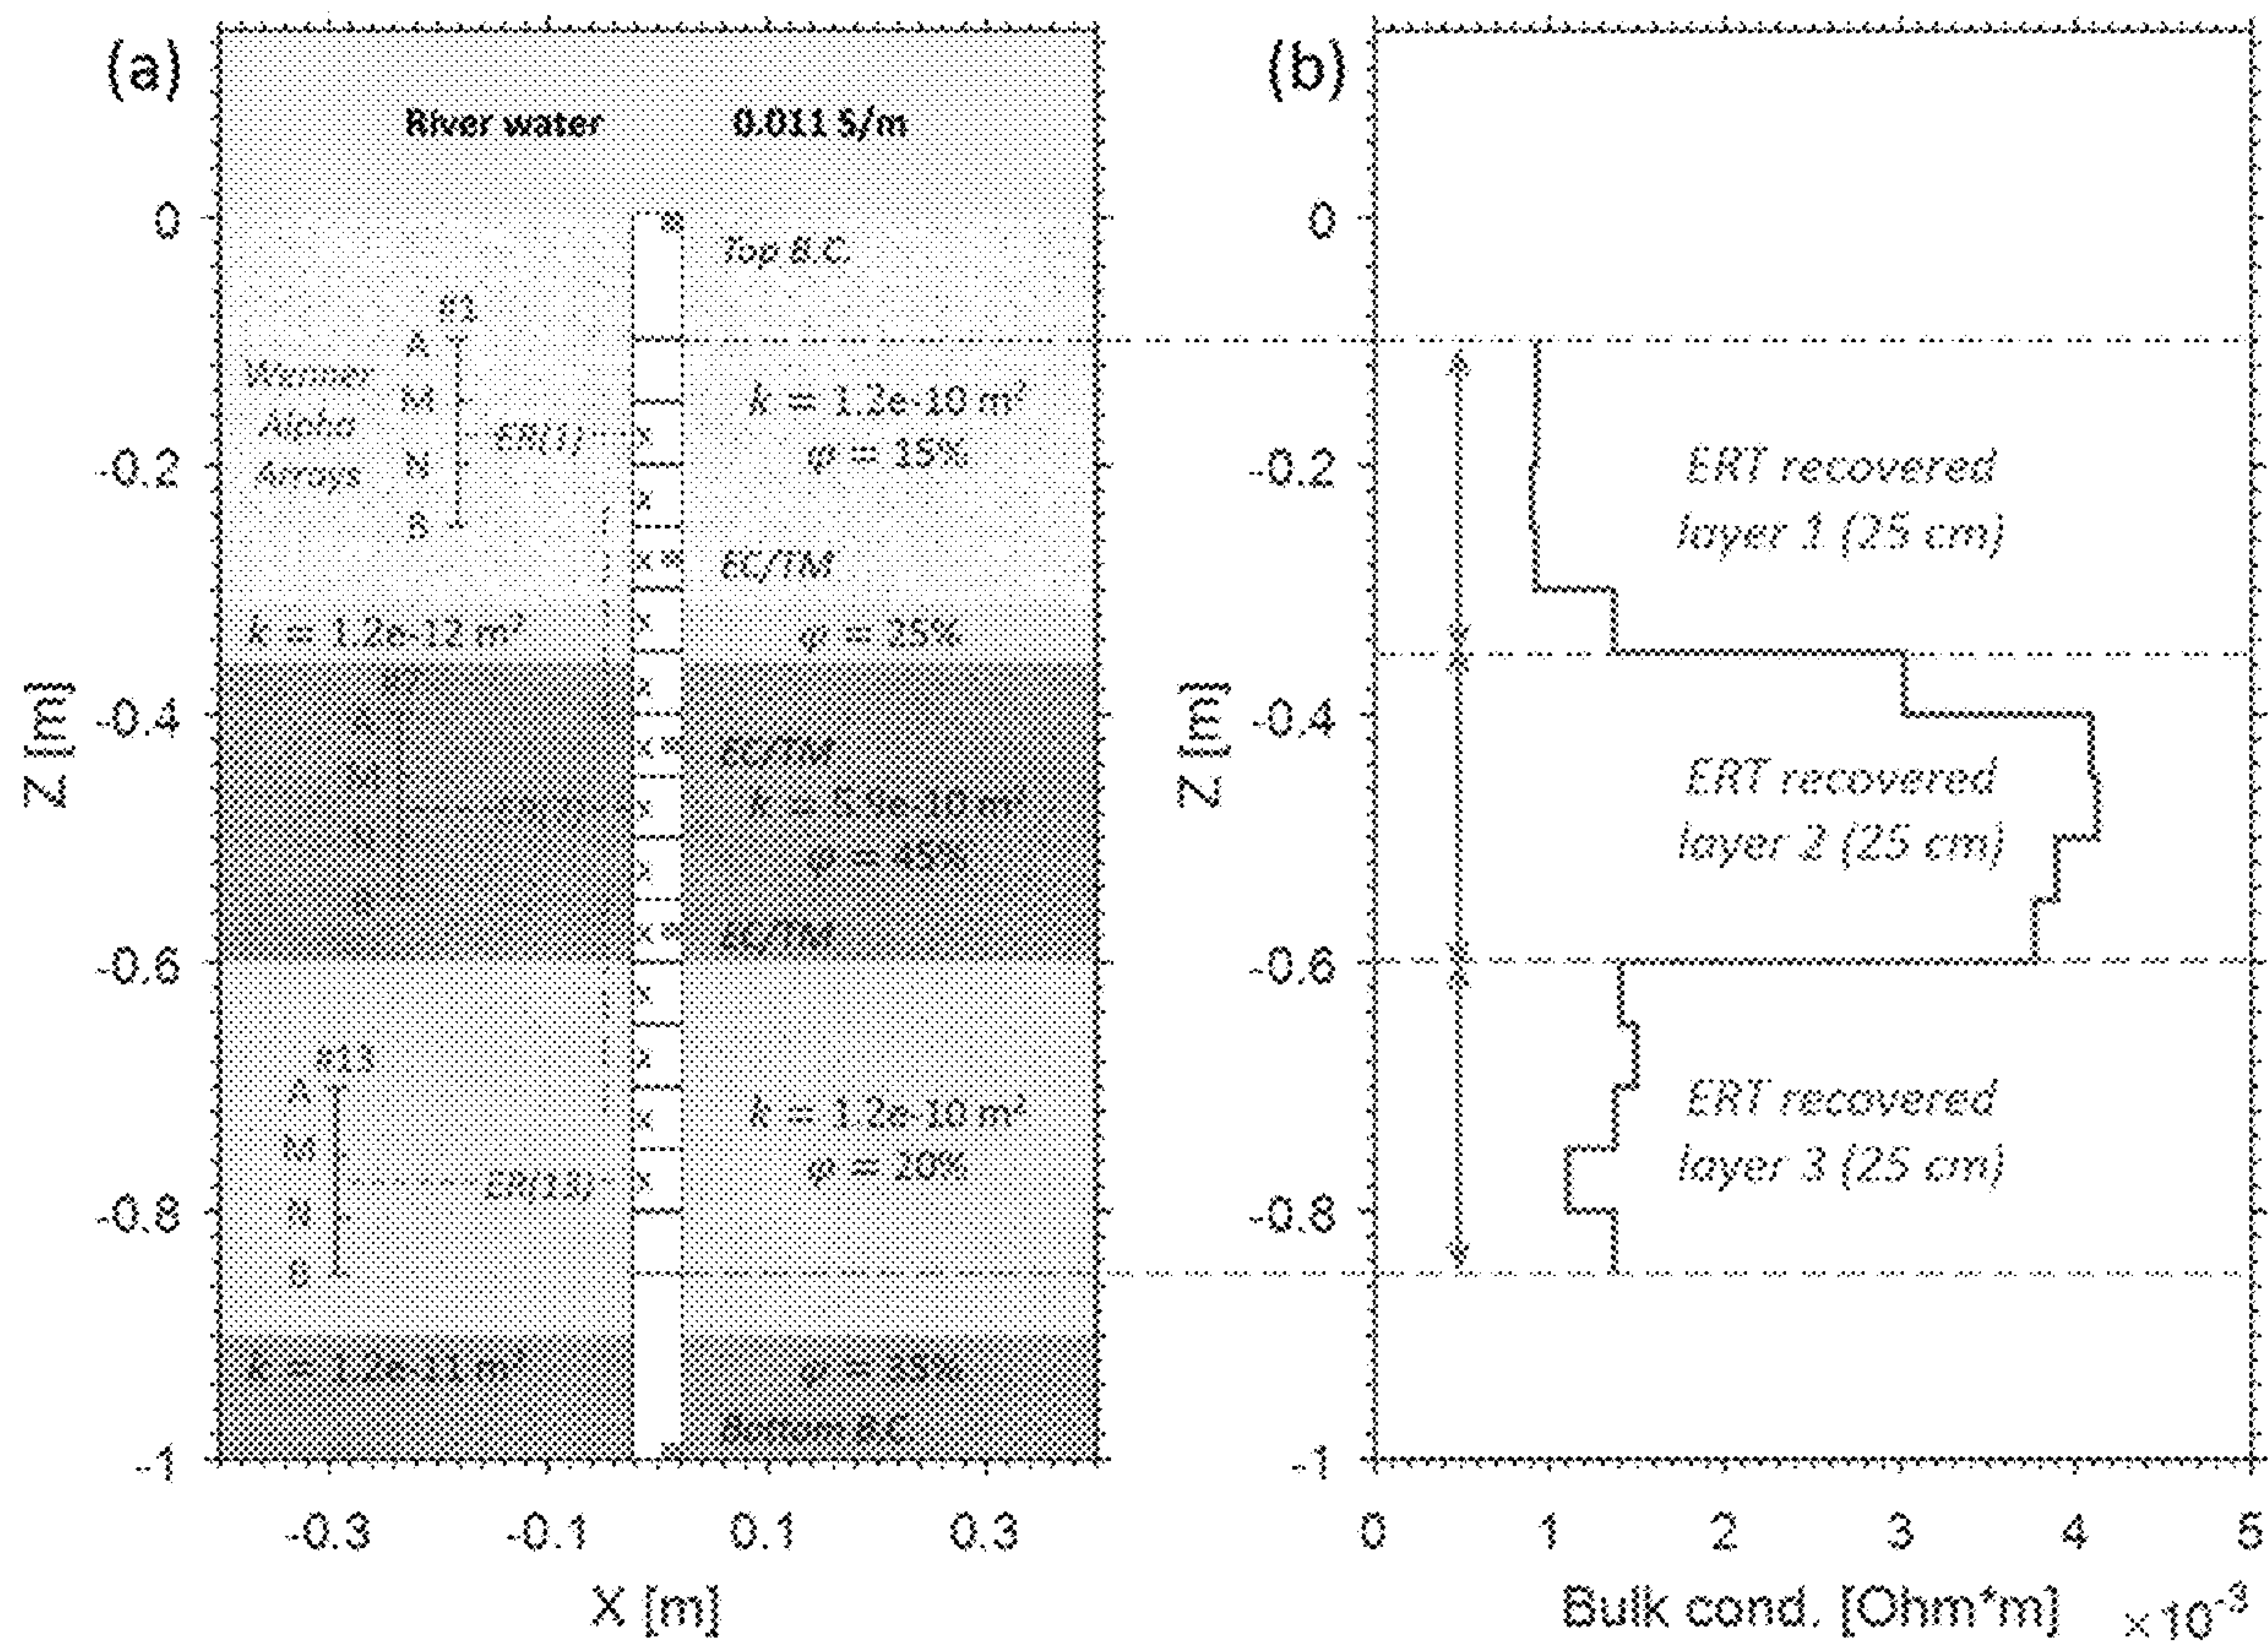 (a)
River water
0.011 S/m
0
Top B.C.
#1
A
Wenner
M
k = 1.2e-10 m²
Alpha
ER(1)
φ = 15%
-0.2
Arrays
N
B
EC/TM
k = 1.2e-12 m²
φ = 25%
Z [m]
-0.4
A
EC/TM
M
N
φ = 45%
B
EC/TM
-0.6
#13
A
k = 1.2e-10 m²
M
φ = 20%
ER(13)
-0.8
N
B
k = 1.2e-11 m²
Bottom B.C.
-1
-0.3
-0.1
0.1
0.3
X [m]
(b)
0
-0.2
ERT recovered
layer 1 (25 cm)
Z [m]
-0.4
ERT recovered
layer 2 (25 cm)
-0.6
ERT recovered
layer 3 (25 cm)
-0.8
-1
0
1
2
3
4
5
Bulk cond. [Ohm*m]
×10⁻³